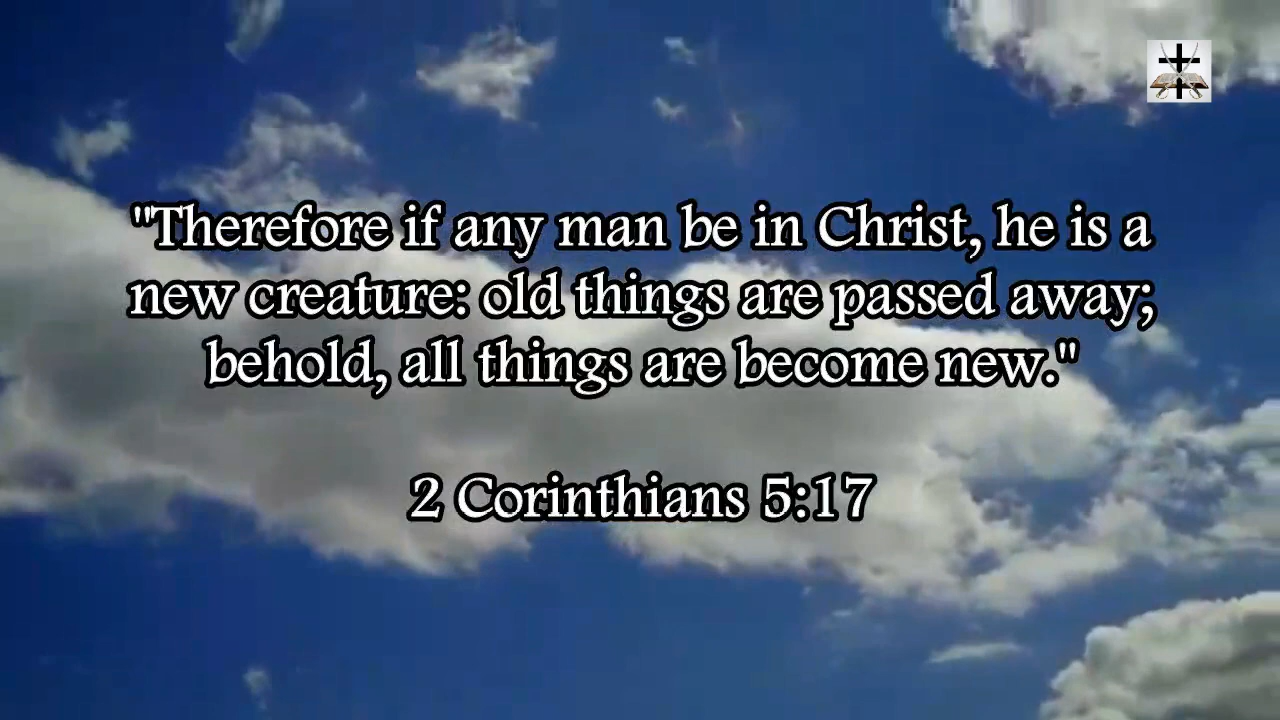 "Therefore if any man be in Christ, he is a
new creature: old things are passed away;
behold, all things are become new."
2 Corinthians 5:17